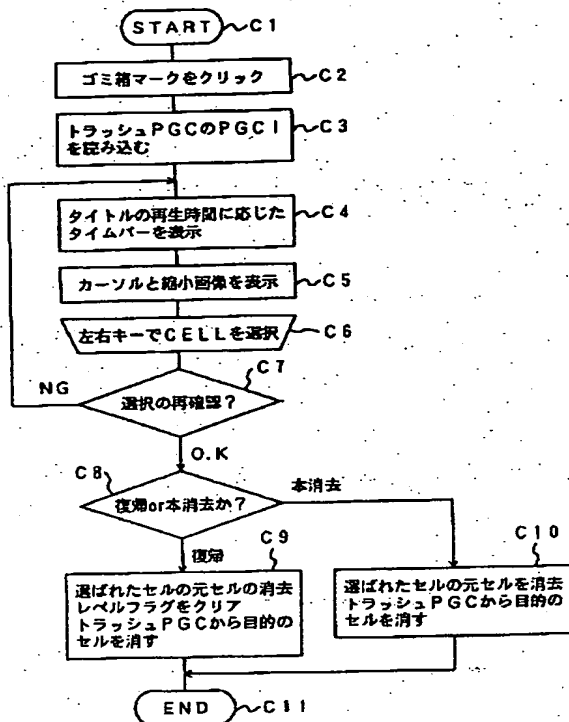 START C1
ゴミ箱マークをクリック C2
トラッシュPGCのPGCI C3
を読み込む
タイトルの再生時間に応じた C4
タイムバーを表示
カーソルと縮小画像を表示 C5
左右キーでCELLを選択 C6
C7
NG
選択の再確認？
O.K
C8
復帰or本消去か？
本消去
復帰
C9
選ばれたセルの元セルの消去
レベルフラグをクリア
トラッシュPGCから目的の
セルを消す
C10
選ばれたセルの元セルを消去
トラッシュPGCから目的の
セルを消す
END C11